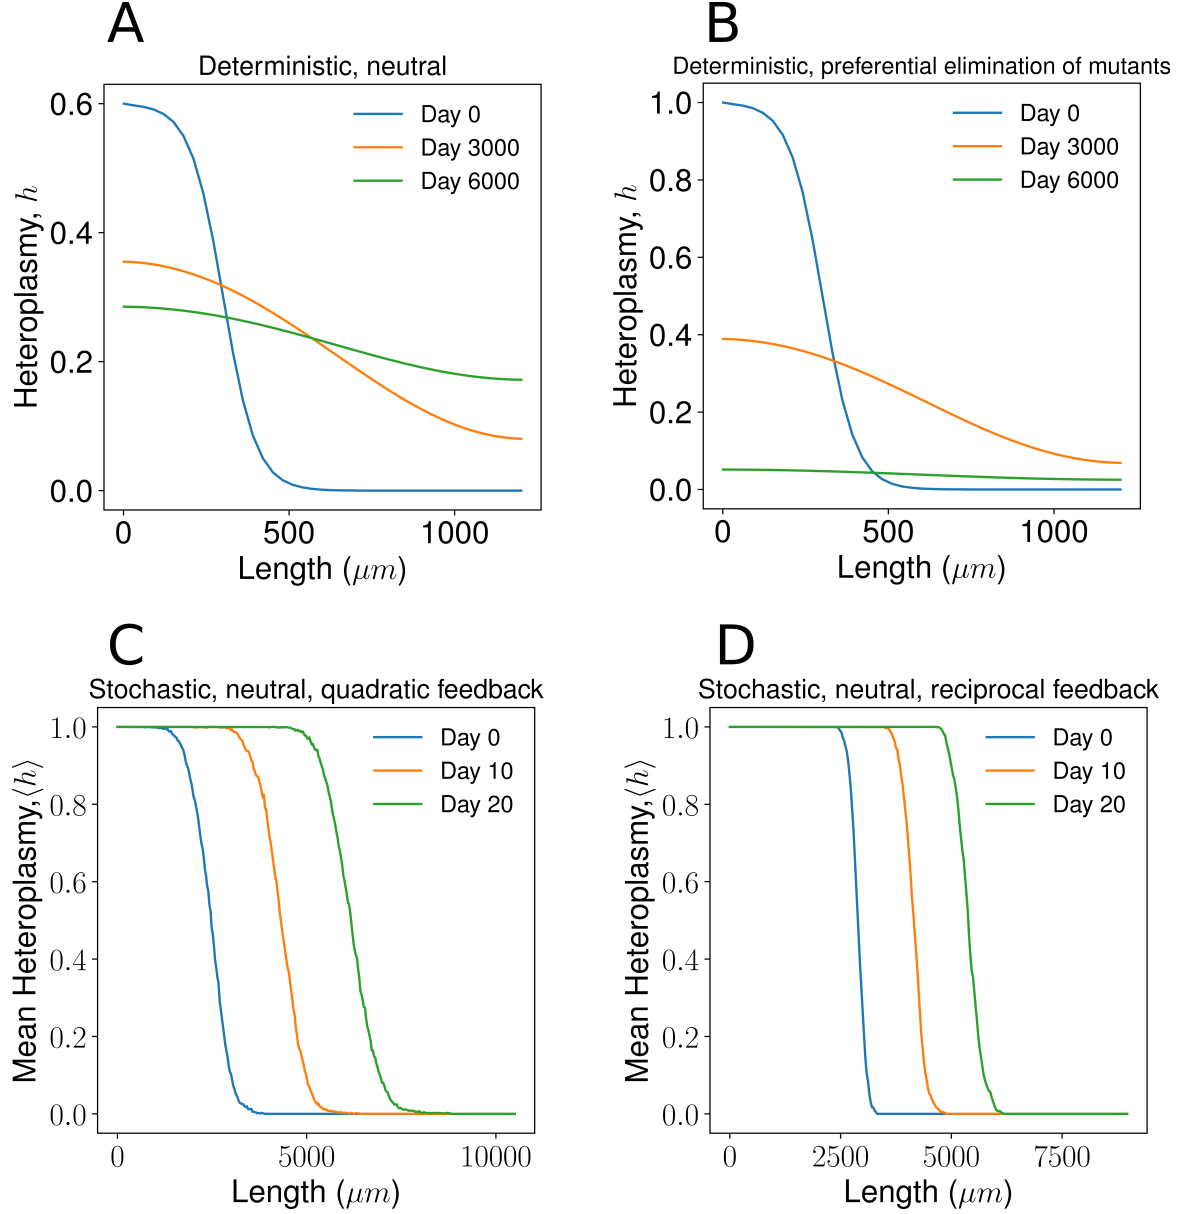 A
Deterministic, neutral
Day 0
Day 3000
Day 6000
Heteroplasmy, h
0.6
0.4
0.2
0.0
0
500
1000
Length (μm)
B
Deterministic, preferential elimination of mutants
Day 0
Day 3000
Day 6000
Heteroplasmy, h
1.0
0.8
0.6
0.4
0.2
0.0
0
500
1000
Length (μm)
C
Stochastic, neutral, quadratic feedback
Day 0
Day 10
Day 20
Mean Heteroplasmy,⟨h⟩
1.0
0.8
0.6
0.4
0.2
0.0
0
5000
10000
Length (μm)
D
Stochastic, neutral, reciprocal feedback
Day 0
Day 10
Day 20
Mean Heteroplasmy,⟨h⟩
1.0
0.8
0.6
0.4
0.2
0.0
0
2500
5000
7500
Length (μm)